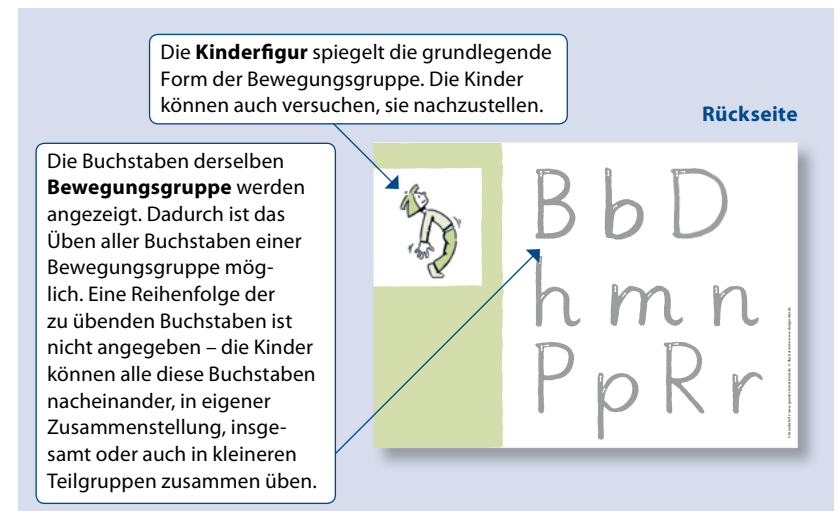 Die Kinderfigur spiegelt die grundlegende
Form der Bewegungsgruppe. Die Kinder
können auch versuchen, sie nachzustellen.
Rückseite
Die Buchstaben derselben
Bewegungsgruppe werden
angezeigt. Dadurch ist das
Üben aller Buchstaben einer
Bewegungsgruppe mög-
lich. Eine Reihenfolge der
zu übenden Buchstaben ist
nicht angegeben – die Kinder
können alle diese Buchstaben
nacheinander, in eigener
Zusammenstellung, insge-
samt oder auch in kleineren
Teilgruppen zusammen üben.
B b D
h m n
P p R r